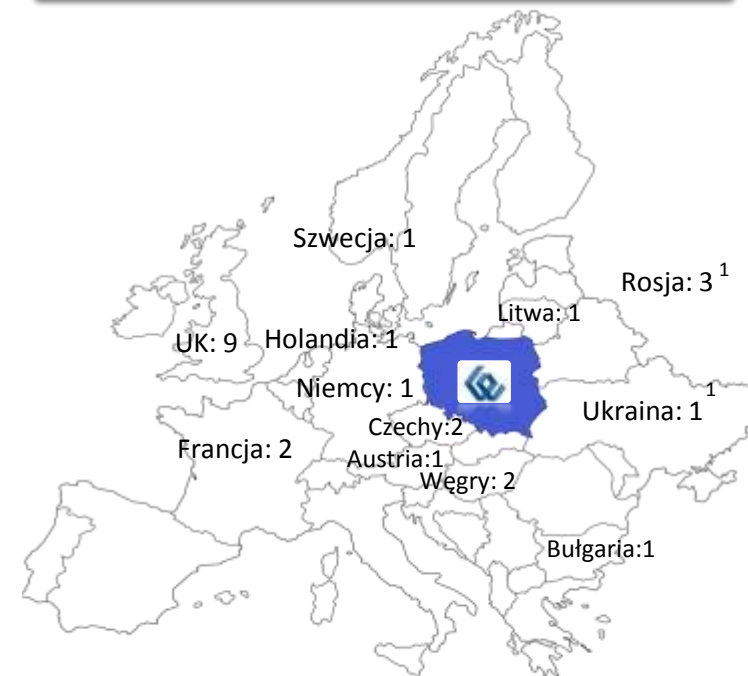 Szwecja: 1
Rosja: 3 1
Litwa: 1
UK: 9
Holandia: 1
Niemcy: 1
Ukraina: 1 1
Czechy:2
Francja: 2
Austria:1
Węgry: 2
Bułgaria:1